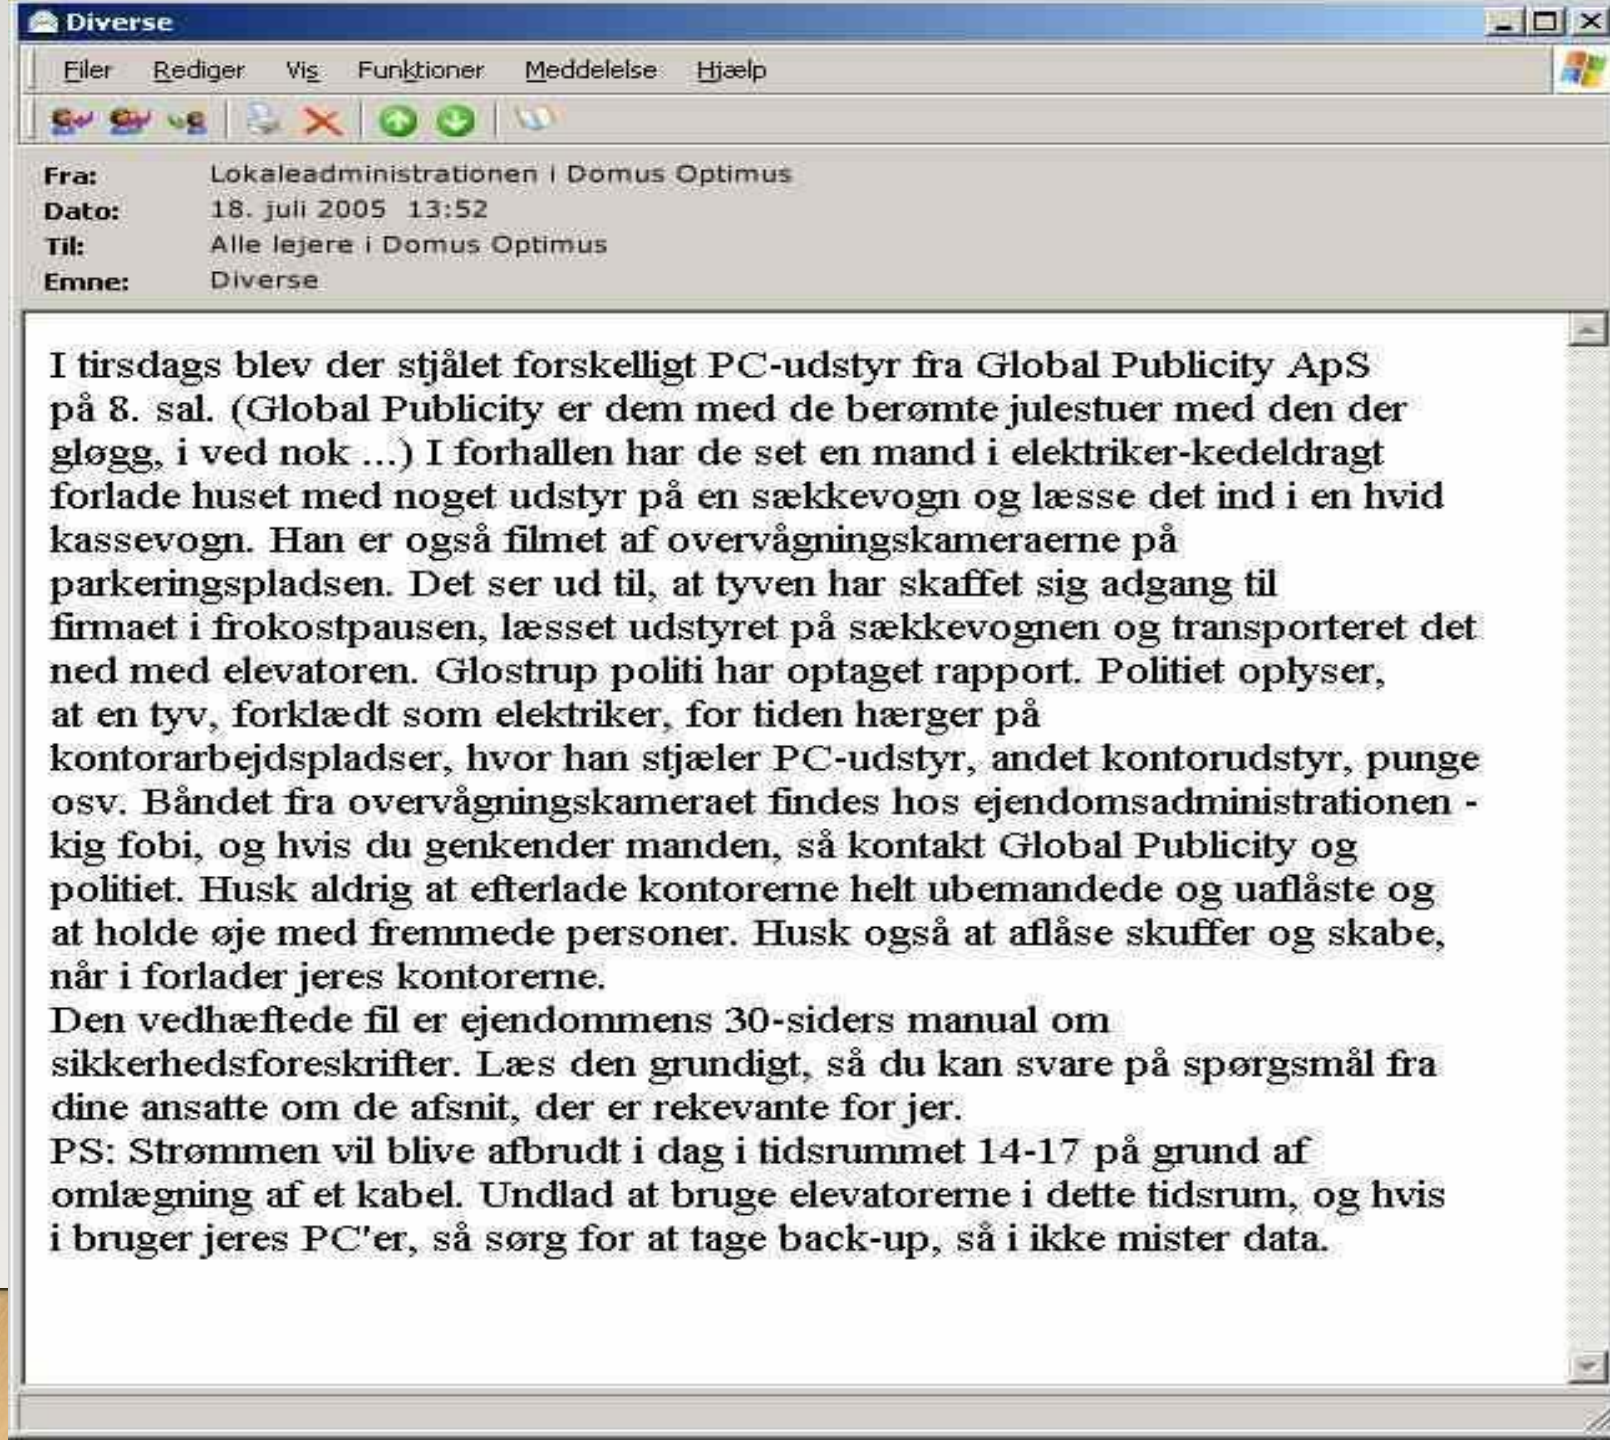 Diverse
Filer Rediger Vis Funktioner Meddelelse Hjælp
Fra: Lokaleadministrationen i Domus Optimus
Dato: 18. juli 2005 13:52
Til: Alle lejere i Domus Optimus
Emne: Diverse
I tirsdags blev der stjålet forskelligt PC-udstyr fra Global Publicity ApS
på 8. sal. (Global Publicity er dem med de berømte julestuer med den der
gløgg, i ved nok ...) I forhallen har de set en mand i elektriker-kedeldragt
forlade huset med noget udstyr på en sækkevogn og læsse det ind i en hvid
kassevogn. Han er også filmet af overvågningskameraerne på
parkeringspladsen. Det ser ud til, at tyven har skaffet sig adgang til
firmaet i frokostpausen, læsset udstyret på sækkevognen og transporteret det
ned med elevatoren. Glostrup politi har optaget rapport. Politiet oplyser,
at en tyv, forklædt som elektriker, for tiden hærger på
kontorarbejdspladser, hvor han stjæler PC-udstyr, andet kontorudstyr, punge
osv. Båndet fra overvågningskameraet findes hos ejendomsadministrationen -
kig fobi, og hvis du genkender manden, så kontakt Global Publicity og
politiet. Husk aldrig at efterlade kontorerne helt ubemandede og uaflåste og
at holde øje med fremmede personer. Husk også at aflåse skuffer og skabe,
når i forlader jeres kontorerne.
Den vedhæftede fil er ejendommens 30-siders manual om
sikkerhedsforeskrifter. Læs den grundigt, så du kan svare på spørgsmål fra
dine ansatte om de afsnit, der er rekevante for jer.
PS: Strømmen vil blive afbrudt i dag i tidsrummet 14-17 på grund af
omlægning af et kabel. Undlad at bruge elevatorerne i dette tidsrum, og hvis
i bruger jeres PC'er, så sørg for at tage back-up, så i ikke mister data.